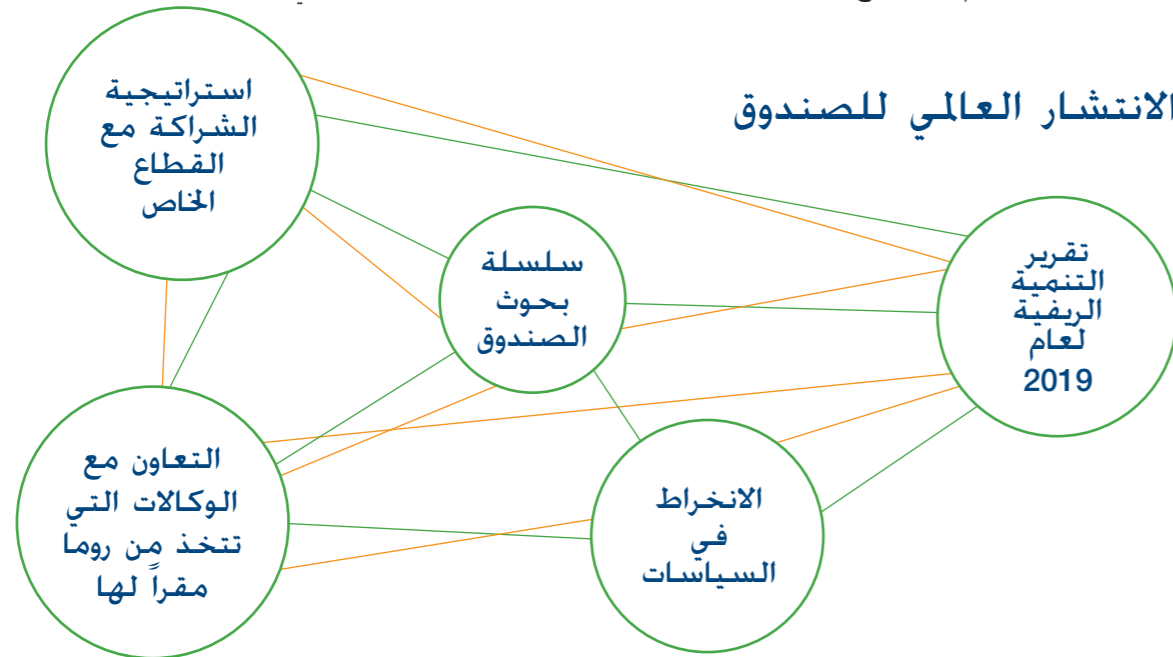 الانتشار العالمي للصندوق
استراتيجية
الشراكة مع
القطاع
الخاص
سلسلة
بحوث
الصندوق
تقرير
التنمية
الريفية
لعام
2019
التعاون مع
الوكالات التي
تتخذ من روما
مقراً لها
الانخراط
في
السياسات